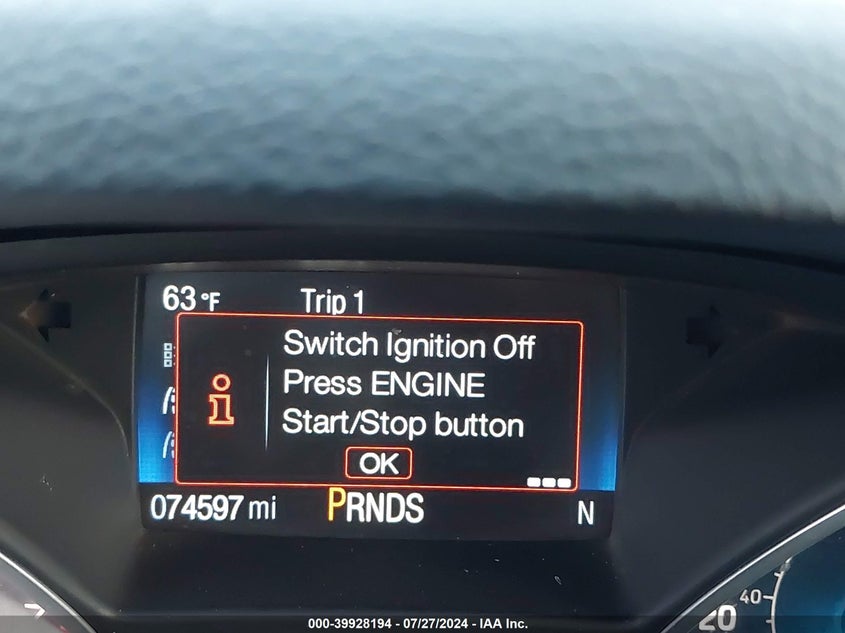 63°F Trip 1
Switch Ignition Off
Press ENGINE
Start/Stop button
OK
074597 mi PRNDS N
40
20
000-39928194 - 07/27/2024 - IAA Inc.